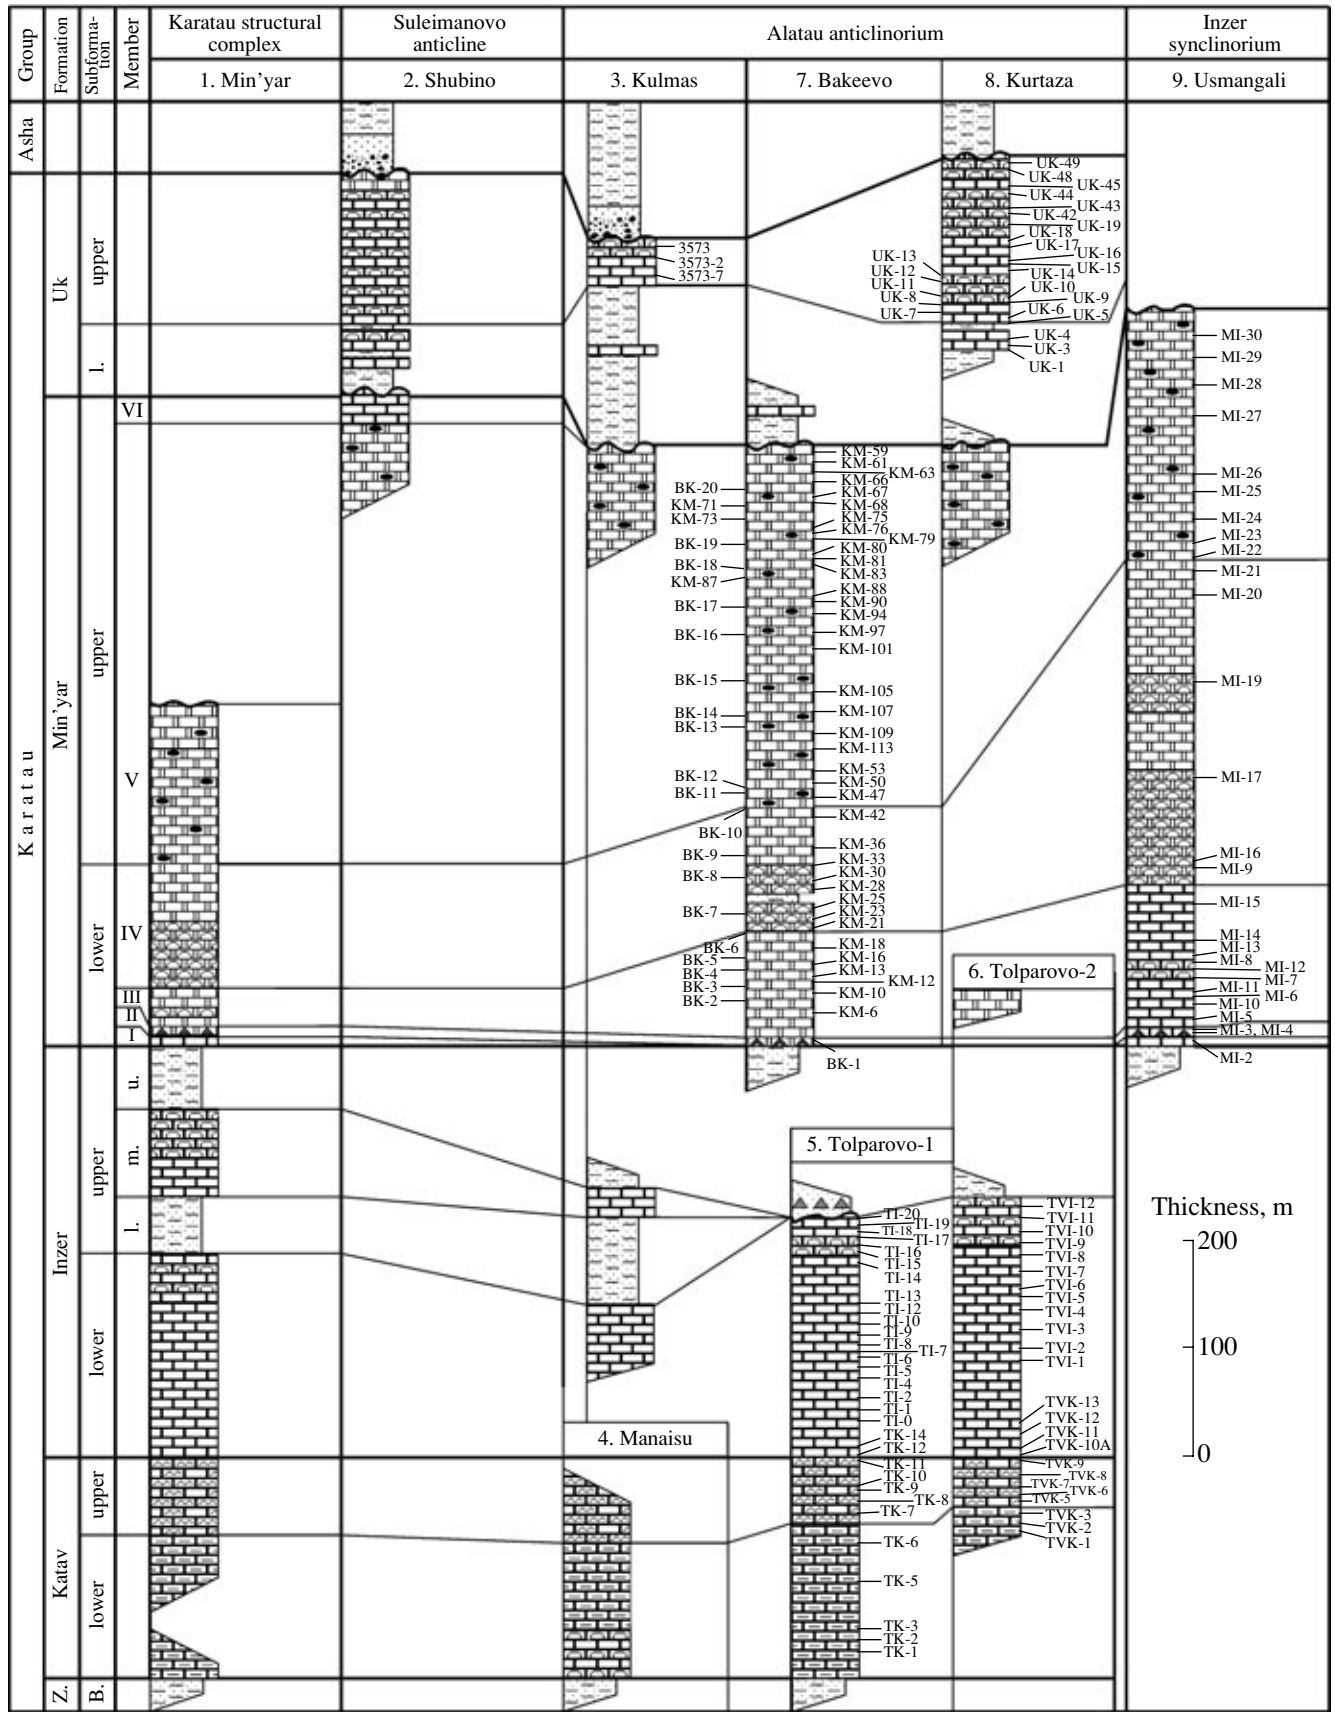 Group
Formation
Subforma-
tion
Member
Karatau structural
complex
Suleimanovo
anticline
Alatau anticlinorium
Inzer
synclinorium
1. Min'yar
2. Shubino
3. Kulmas
7. Bakeevo
8. Kurtaza
9. Usmangali
Asha
Karatau
Uk
upper
l.
Min'yar
upper
lower
VI
V
IV
III
II
I
Inzer
upper
u.
m.
l.
lower
Katav
upper
lower
Z.
B.
3573
3573-2
3573-7
UK-49
UK-48
UK-45
UK-44
UK-43
UK-42
UK-19
UK-18
UK-17
UK-16
UK-15
UK-14
UK-10
UK-9
UK-6
UK-5
UK-4
UK-3
UK-1
UK-13
UK-12
UK-11
UK-8
UK-7
BK-20
KM-71
KM-73
BK-19
BK-18
KM-87
BK-17
BK-16
BK-15
BK-14
BK-13
BK-12
BK-11
BK-10
BK-9
BK-8
BK-7
BK-6
BK-5
BK-4
BK-3
BK-2
KM-59
KM-61
KM-63
KM-66
KM-67
KM-68
KM-75
KM-76
KM-79
KM-80
KM-81
KM-83
KM-88
KM-90
KM-94
KM-97
KM-101
KM-105
KM-107
KM-109
KM-113
KM-53
KM-50
KM-47
KM-42
KM-36
KM-33
KM-30
KM-28
KM-25
KM-23
KM-21
KM-18
KM-16
KM-13
KM-12
KM-10
KM-6
BK-1
6. Tolparovo-2
MI-30
MI-29
MI-28
MI-27
MI-26
MI-25
MI-24
MI-23
MI-22
MI-21
MI-20
MI-19
MI-17
MI-16
MI-9
MI-15
MI-14
MI-13
MI-8
MI-12
MI-7
MI-11
MI-6
MI-10
MI-5
MI-3, MI-4
MI-2
5. Tolparovo-1
TI-20
TI-19
TI-18
TI-17
TI-16
TI-15
TI-14
TI-13
TI-12
TI-10
TI-9
TI-8
TI-7
TI-6
TI-5
TI-4
TI-2
TI-1
TI-0
TK-14
TK-12
TK-11
TK-10
TK-9
TK-8
TK-7
TK-6
TK-5
TK-3
TK-2
TK-1
TVI-12
TVI-11
TVI-10
TVI-9
TVI-8
TVI-7
TVI-6
TVI-5
TVI-4
TVI-3
TVI-2
TVI-1
TVK-13
TVK-12
TVK-11
TVK-10A
TVK-9
TVK-8
TVK-7
TVK-6
TVK-5
TVK-3
TVK-2
TVK-1
4. Manaisu
Thickness, m
200
100
0